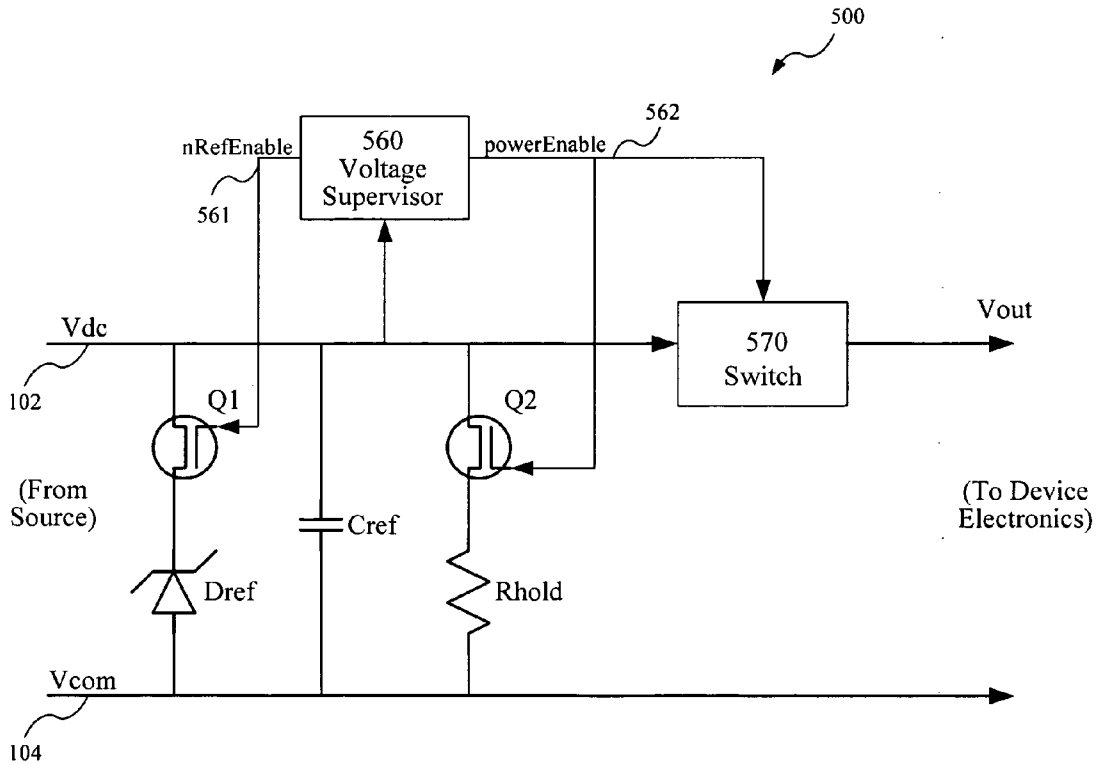 500
562
nRefEnable
560
Voltage
Supervisor
powerEnable
561
Vdc
102
Q1
Q2
570
Switch
Vout
(From
Source)
(To Device
Electronics)
Cref
Dref
Rhold
Vcom
104